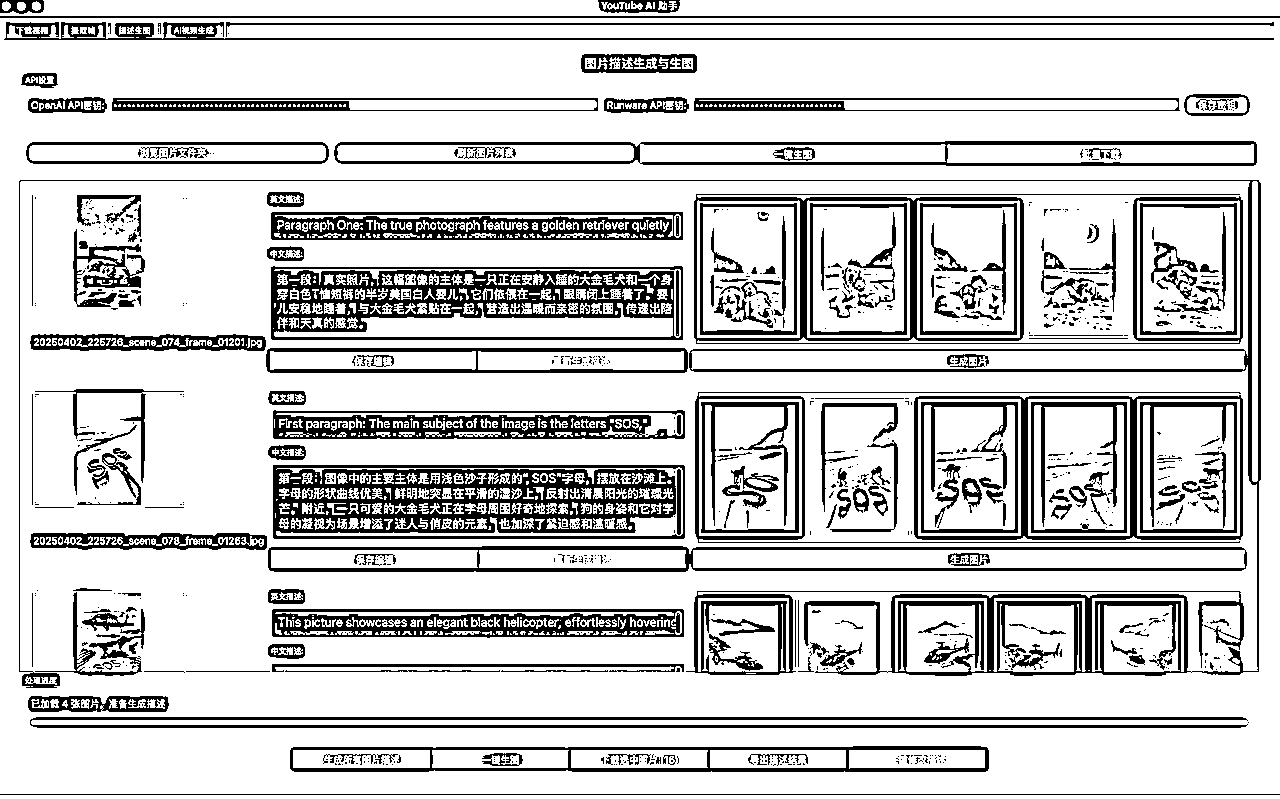 YouTube AI 助手
下载视频 提取帧 描述生图 AI视频生成
图片描述生成与生图
API设置
OpenAI API密钥:
Runware API密钥:
保存密钥
浏览图片文件夹
刷新图片列表
一键生图
批量下载
英文描述:
Paragraph One: The true photograph features a golden retriever quietly
中文描述:
第一段:真实照片,这幅图像的主体是一只正在安静入睡的大金毛犬和一个身
穿白色T恤短裤的半岁美国白人婴儿,它们依偎在一起,眼睛闭上睡着了。婴
儿安稳地睡着,与大金毛犬紧贴在一起,营造出温暖而亲密的氛围,传递出陪
伴和天真的感觉。
20250402_225726_scene_074_frame_01201.jpg
保存编辑
重新生成描述
生成图片
英文描述:
First paragraph: The main subject of the image is the letters "SOS,"
中文描述:
第一段:图像中的主要主体是用浅色沙子形成的"SOS"字母,摆放在沙滩上。
字母的形状曲线优美,鲜明地突显在平滑的湿沙上,反射出清晨阳光的璀璨光
芒。附近,一只可爱的大金毛犬正在字母周围好奇地探索,狗的身姿和它对字
母的凝视为场景增添了迷人与俏皮的元素,也加深了紧迫感和温暖感。
20250402_225726_scene_078_frame_01263.jpg
保存编辑
重新生成描述
生成图片
英文描述:
This picture showcases an elegant black helicopter, effortlessly hovering
中文描述:
处理进度
已加载 4 张图片,准备生成描述
生成所有图片描述
一键生图
下载选中图片 (16)
导出描述结果